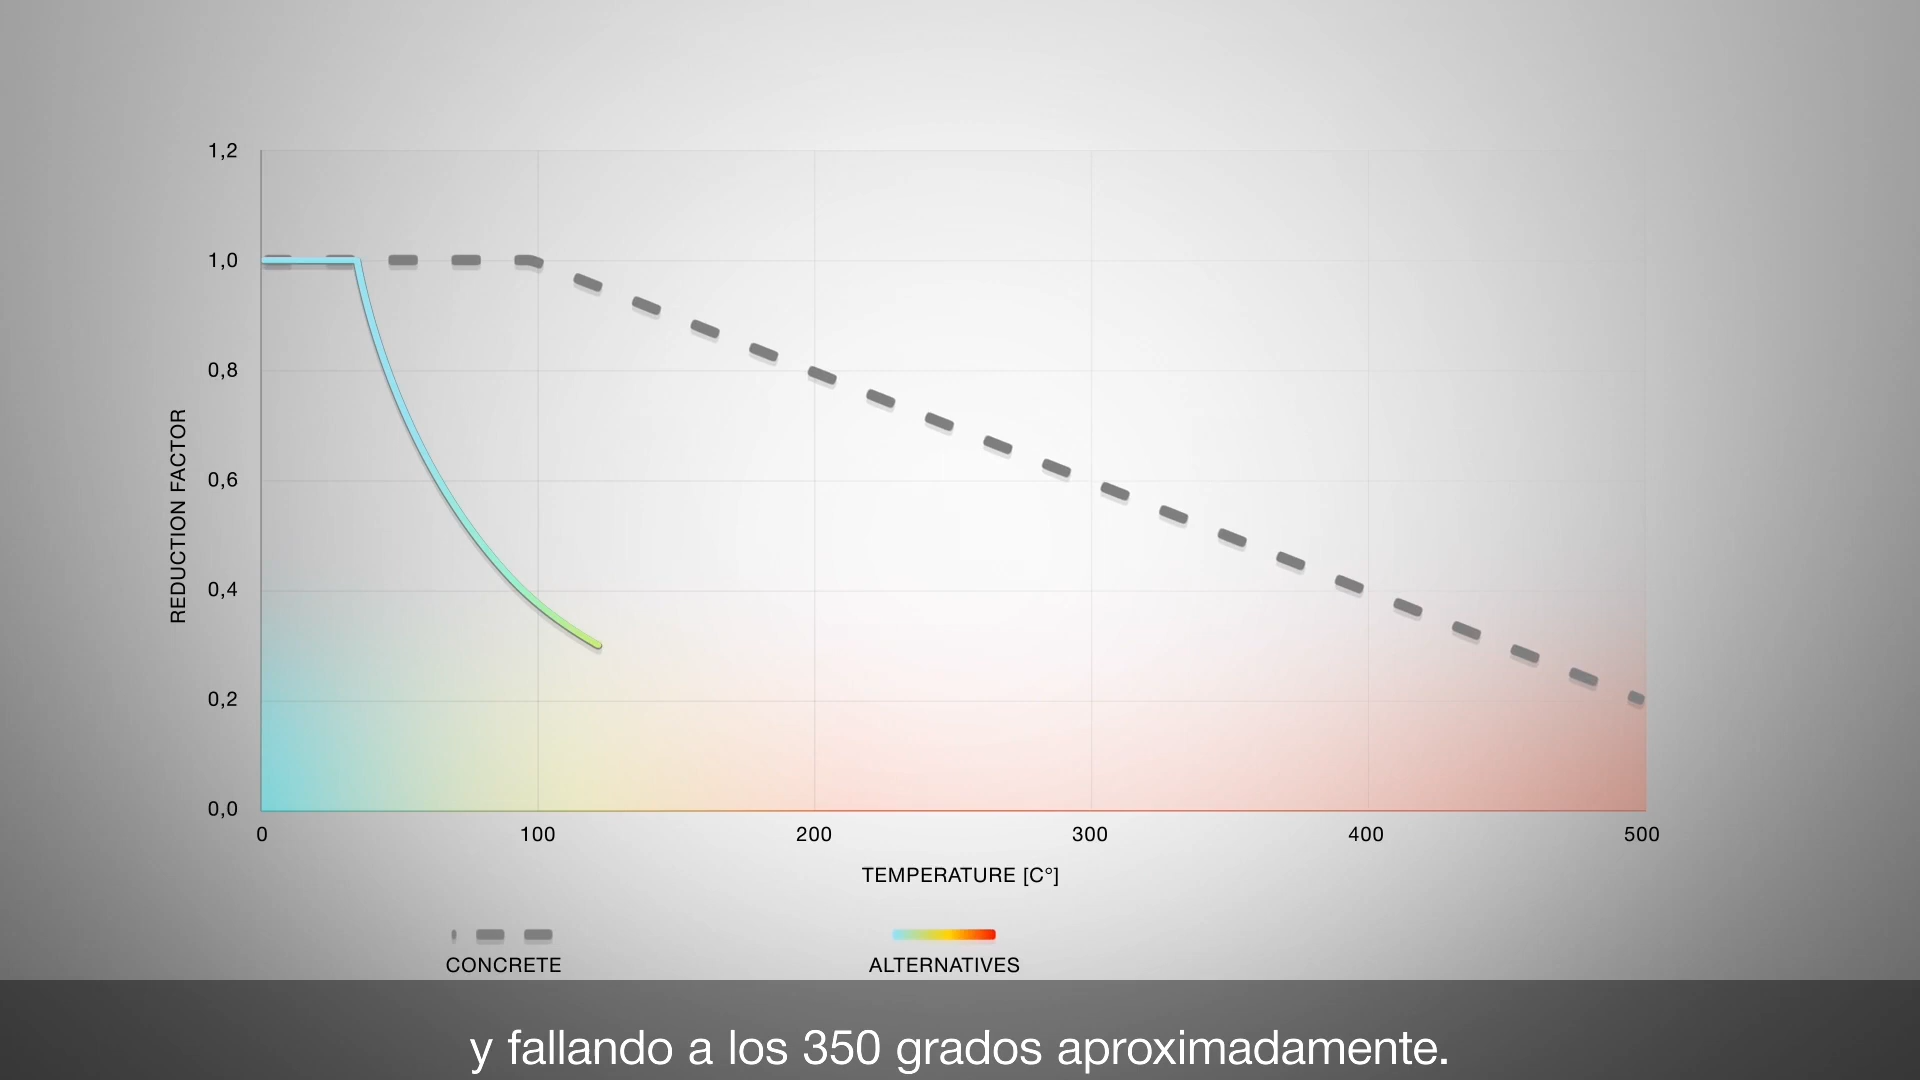 1,2
1,0
0,8
0,6
0,4
0,2
0,0
REDUCTION FACTOR
0 100 200 300 400 500
TEMPERATURE [C°]
CONCRETE ALTERNATIVES
y fallando a los 350 grados aproximadamente.